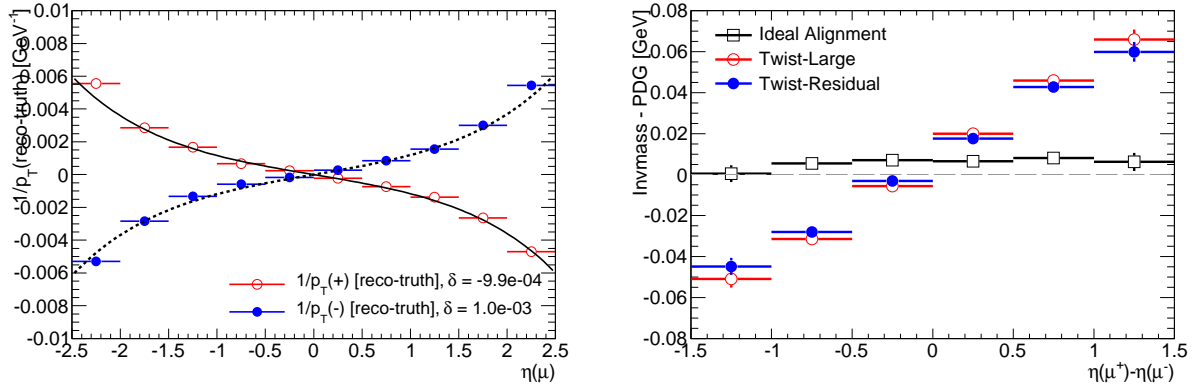 1/p_T(reco-truth) [GeV⁻¹]
0.01
0.008
0.006
0.004
0.002
0
-0.002
-0.004
-0.006
-0.008
-0.01
1/p_T(+) [reco-truth], δ = -9.9e-04
1/p_T(-) [reco-truth], δ = 1.0e-03
-2.5 -2 -1.5 -1 -0.5 0 0.5 1 1.5 2 2.5
η(μ)
Invmass - PDG [GeV]
0.08
0.06
0.04
0.02
0
-0.02
-0.04
-0.06
-0.08
Ideal Alignment
Twist-Large
Twist-Residual
-1.5 -1 -0.5 0 0.5 1 1.5
η(μ⁺)-η(μ⁻)